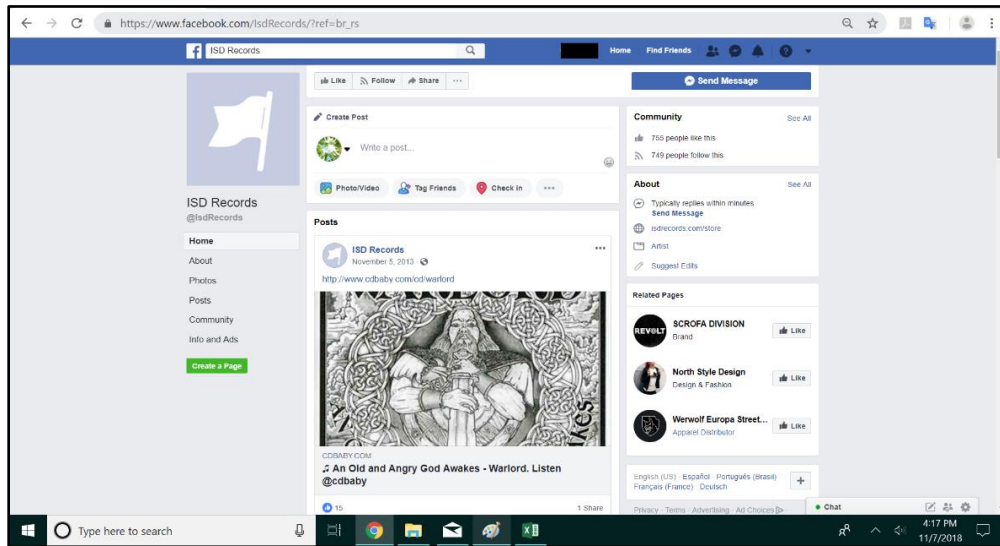 https://www.facebook.com/IsdRecords/?ref=br_rs
ISD Records
Home Find Friends
Like Follow Share ...
Send Message
ISD Records
@IsdRecords
Home
About
Photos
Posts
Community
Info and Ads
Create a Page
Create Post
Write a post...
Photo/Video Tag Friends Check in ...
Posts
ISD Records
November 5, 2013
http://www.cdbaby.com/cd/warlord
WARLORD
AN OLD
AWAKES
CDBABY.COM
♫ An Old and Angry God Awakes - Warlord. Listen
@cdbaby
15 1 Share
Community See All
755 people like this
749 people follow this
About See All
Typically replies within minutes
Send Message
isdrecords.com/store
Artist
Suggest Edits
Related Pages
REVOLT
SCROFA DIVISION
Brand
Like
North Style Design
Design & Fashion
Like
Werwolf Europa Street...
Apparel Distributor
Like
English (US) · Español · Português (Brasil)
Français (France) · Deutsch
Privacy · Terms · Advertising · Ad Choices
Chat
Type here to search
4:17 PM
11/7/2018